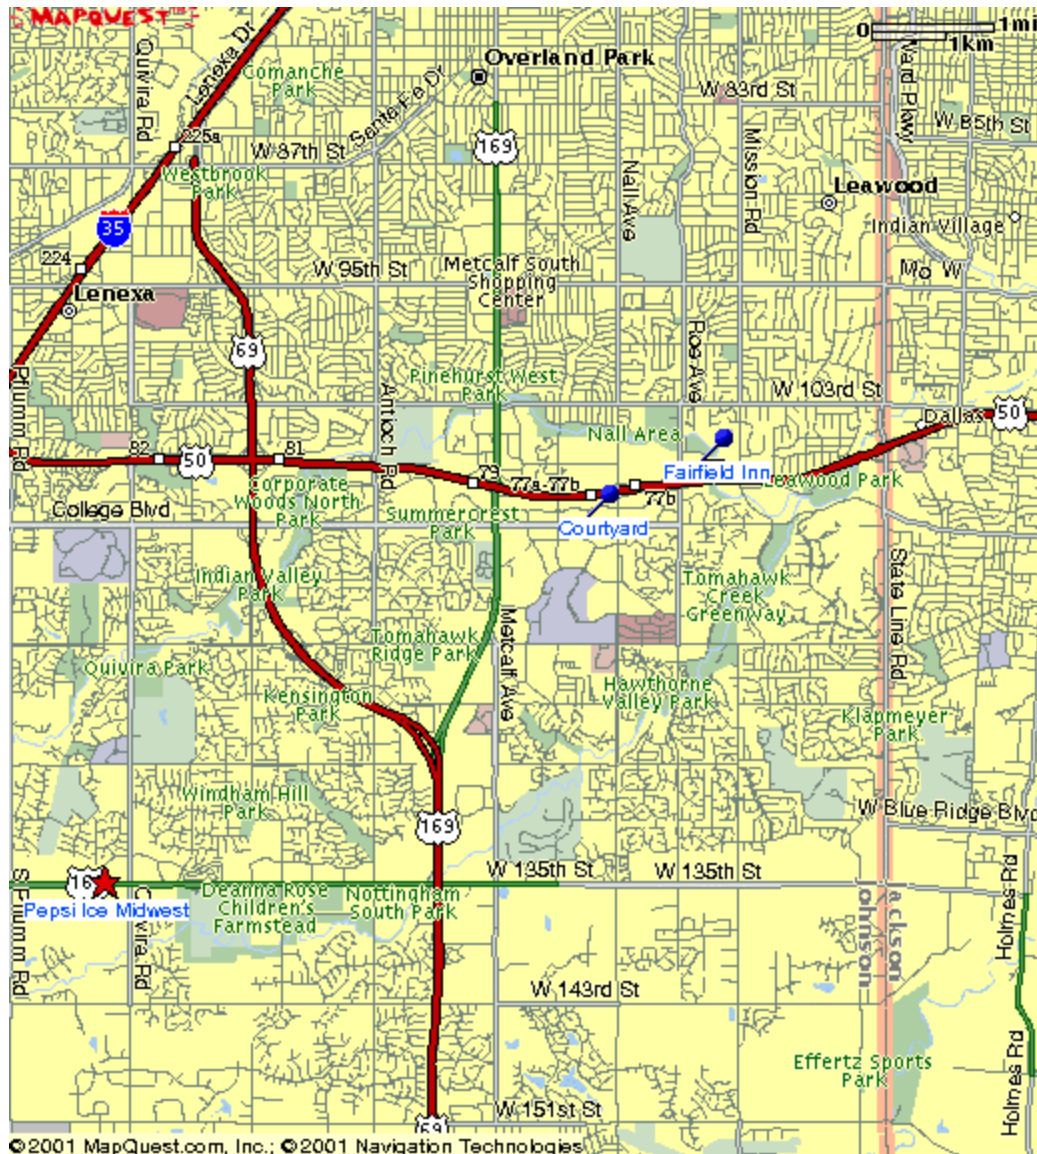 MAPQUEST
0 1mi
1km
Quivira Rd
Lenexa Dr
Comanche
Park
Santa Fe Dr
Overland Park
W 83rd St
Ward Pkwy
W 85th St
225a
W 87th St
169
Westbrook
Park
Nall Ave
Mission Rd
Leawood
Indian Village
35
224
W 95th St
Metcalf South
Shopping
Center
Mo W
Lenexa
69
Roe Ave
Pflumm Rd
Antioch Rd
Pinehurst West
Park
W 103rd St
Dallas
50
Nall Area
82
50
81
79
77a-77b
77b
Fairfield Inn
Leawood Park
Corporate
Woods North
Park
College Blvd
Summercrest
Park
Courtyard
Indian Valley
Park
Tomahawk
Creek
Greenway
State Line Rd
Metcalf Ave
Tomahawk
Ridge Park
Quivira Park
Kensington
Park
Hawthorne
Valley Park
Klapmeyer
Park
Windham Hill
Park
169
W Blue Ridge Blvd
W 135th St
W 135th St
S Pflumm Rd
Pepsi Ice Midwest
Quivira Rd
Deanna Rose
Children's
Farmstead
Nottingham
South Park
Jackson
Johnson
Holmes Rd
W 143rd St
Effertz Sports
Park
Holmes Rd
W 151st St
69
©2001 MapQuest.com, Inc.; ©2001 Navigation Technologies